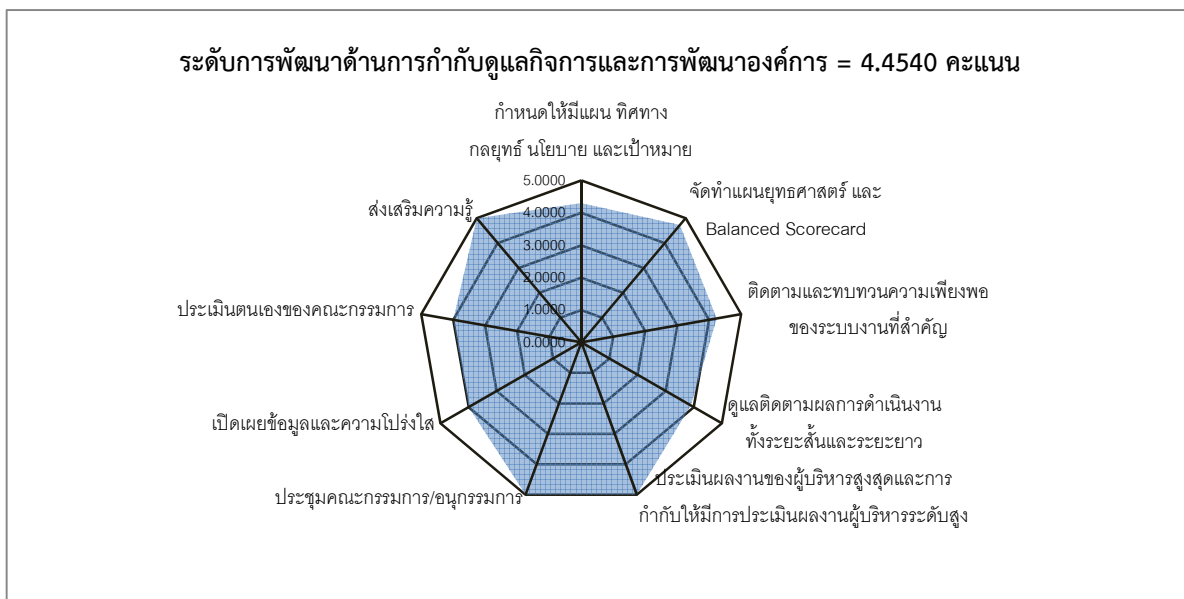 ระดับการพัฒนาด้านการกำกับดูแลกิจการและการพัฒนาองค์การ = 4.4540 คะแนน
กำหนดให้มีแผน ทิศทาง
กลยุทธ์ นโยบาย และเป้าหมาย
จัดทำแผนยุทธศาสตร์ และ
Balanced Scorecard
ติดตามและทบทวนความเพียงพอ
ของระบบงานที่สำคัญ
ดูแลติดตามผลการดำเนินงาน
ทั้งระยะสั้นและระยะยาว
ประเมินผลงานของผู้บริหารสูงสุดและการ
กำกับให้มีการประเมินผลงานผู้บริหารระดับสูง
ประชุมคณะกรรมการ/อนุกรรมการ
เปิดเผยข้อมูลและความโปร่งใส
ประเมินตนเองของคณะกรรมการ
ส่งเสริมความรู้
5.0000
4.0000
3.0000
2.0000
1.0000
0.0000